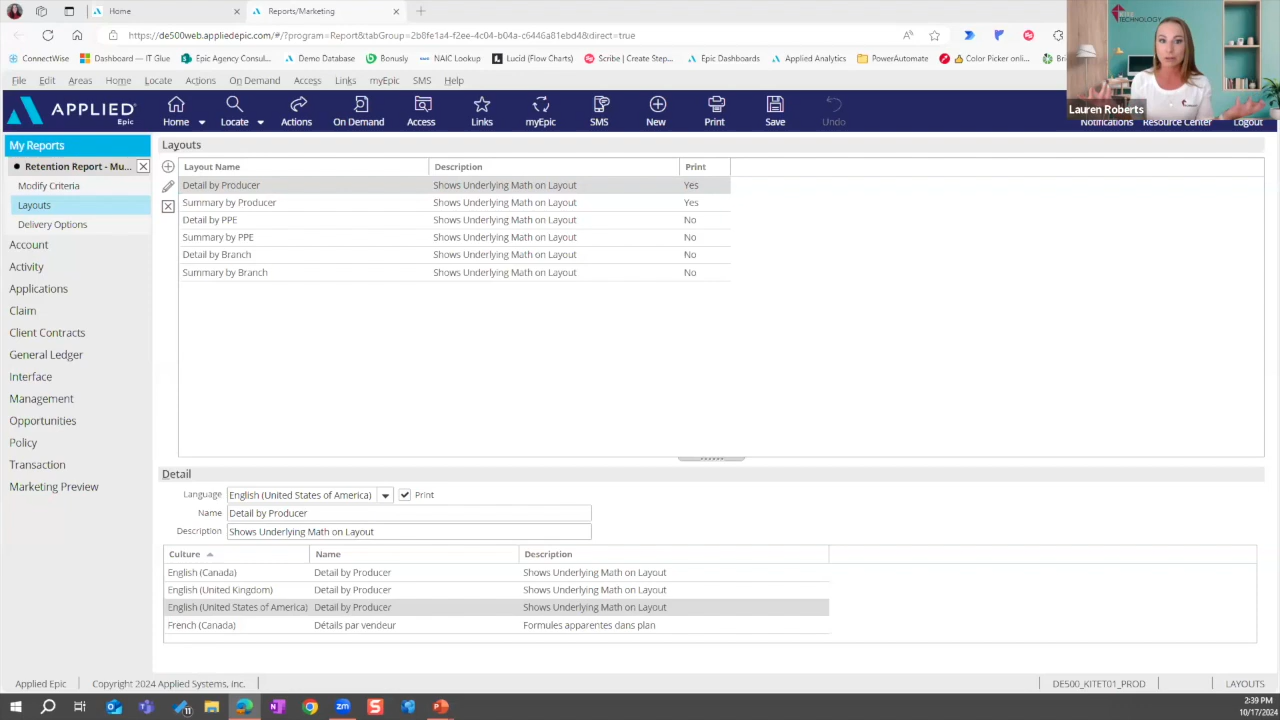 Home
Reports/Marketing
https://de500web.appliedepic.com/#/?program=Report&tabGroup=2b8fe1a4-f2ee-4c04-b04a-c6446a81ebd4&direct=true
ConnectWise
Dashboard — IT Glue
Epic Agency Consul...
Demo Database
Bonusly
NAIC Lookup
Lucid (Flow Charts)
Scribe | Create Step...
Epic Dashboards
Applied Analytics
PowerAutomate
Color Picker onli...
TECHNOLOGY
Lauren Roberts
File Edit Areas Home Locate Actions On Demand Access Links myEpic SMS Help
APPLIED
Epic
Home
Locate
Actions
On Demand
Access
Links
myEpic
SMS
New
Print
Save
Undo
Notifications
Resource Center
Logout
My Reports
Retention Report - Mu...
Modify Criteria
Layouts
Delivery Options
Account
Activity
Applications
Claim
Client Contracts
General Ledger
Interface
Management
Opportunities
Policy
Transaction
Marketing Preview
Layouts
Layout Name Description Print
Detail by Producer Shows Underlying Math on Layout Yes
Summary by Producer Shows Underlying Math on Layout Yes
Detail by PPE Shows Underlying Math on Layout No
Summary by PPE Shows Underlying Math on Layout No
Detail by Branch Shows Underlying Math on Layout No
Summary by Branch Shows Underlying Math on Layout No
Detail
Language English (United States of America) Print
Name Detail by Producer
Description Shows Underlying Math on Layout
Culture Name Description
English (Canada) Detail by Producer Shows Underlying Math on Layout
English (United Kingdom) Detail by Producer Shows Underlying Math on Layout
English (United States of America) Detail by Producer Shows Underlying Math on Layout
French (Canada) Détails par vendeur Formules apparentes dans plan
Applied Epic
Copyright 2024 Applied Systems, Inc.
DE500_KITET01_PROD
LAYOUTS
2:39 PM
10/17/2024